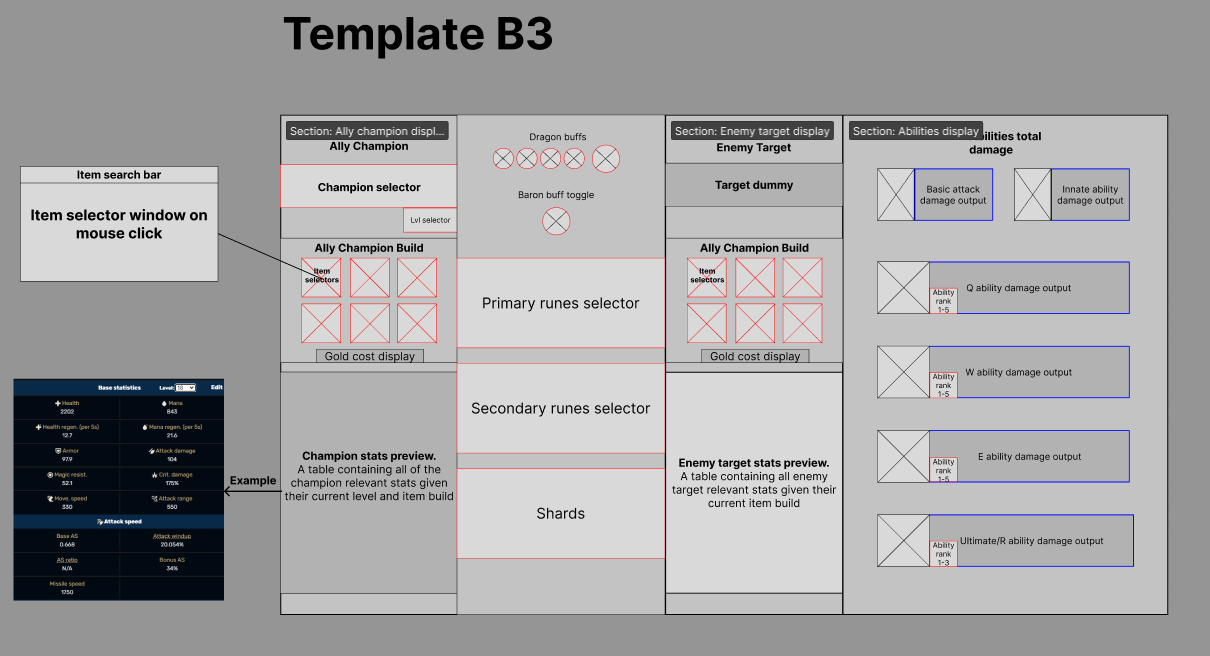 Template B3
Item search bar
Item selector window on
mouse click
Base statistics
Level: 18
Edit
Health
2202
Mana
843
Health regen. (per 5s)
12.7
Mana regen. (per 5s)
21.6
Armor
97.9
Attack damage
104
Magic resist.
52.1
Crit. damage
175%
Move. speed
330
Attack range
550
Attack speed
Base AS
0.668
Attack windup
20.054%
AS ratio
N/A
Bonus AS
34%
Missile speed
1750
Example
Section: Ally champion displ...
Ally Champion
Champion selector
Lvl selector
Ally Champion Build
Item
selectors
Gold cost display
Champion stats preview.
A table containing all of the
champion relevant stats given
their current level and item build
Dragon buffs
Baron buff toggle
Primary runes selector
Secondary runes selector
Shards
Section: Enemy target display
Enemy Target
Target dummy
Ally Champion Build
Item
selectors
Gold cost display
Enemy target stats preview.
A table containing all enemy
target relevant stats given their
current item build
Section: Abilities display
bilities total
damage
Basic attack
damage output
Innate ability
damage output
Ability
rank
1-5
Q ability damage output
Ability
rank
1-5
W ability damage output
Ability
rank
1-5
E ability damage output
Ability
rank
1-3
Ultimate/R ability damage output